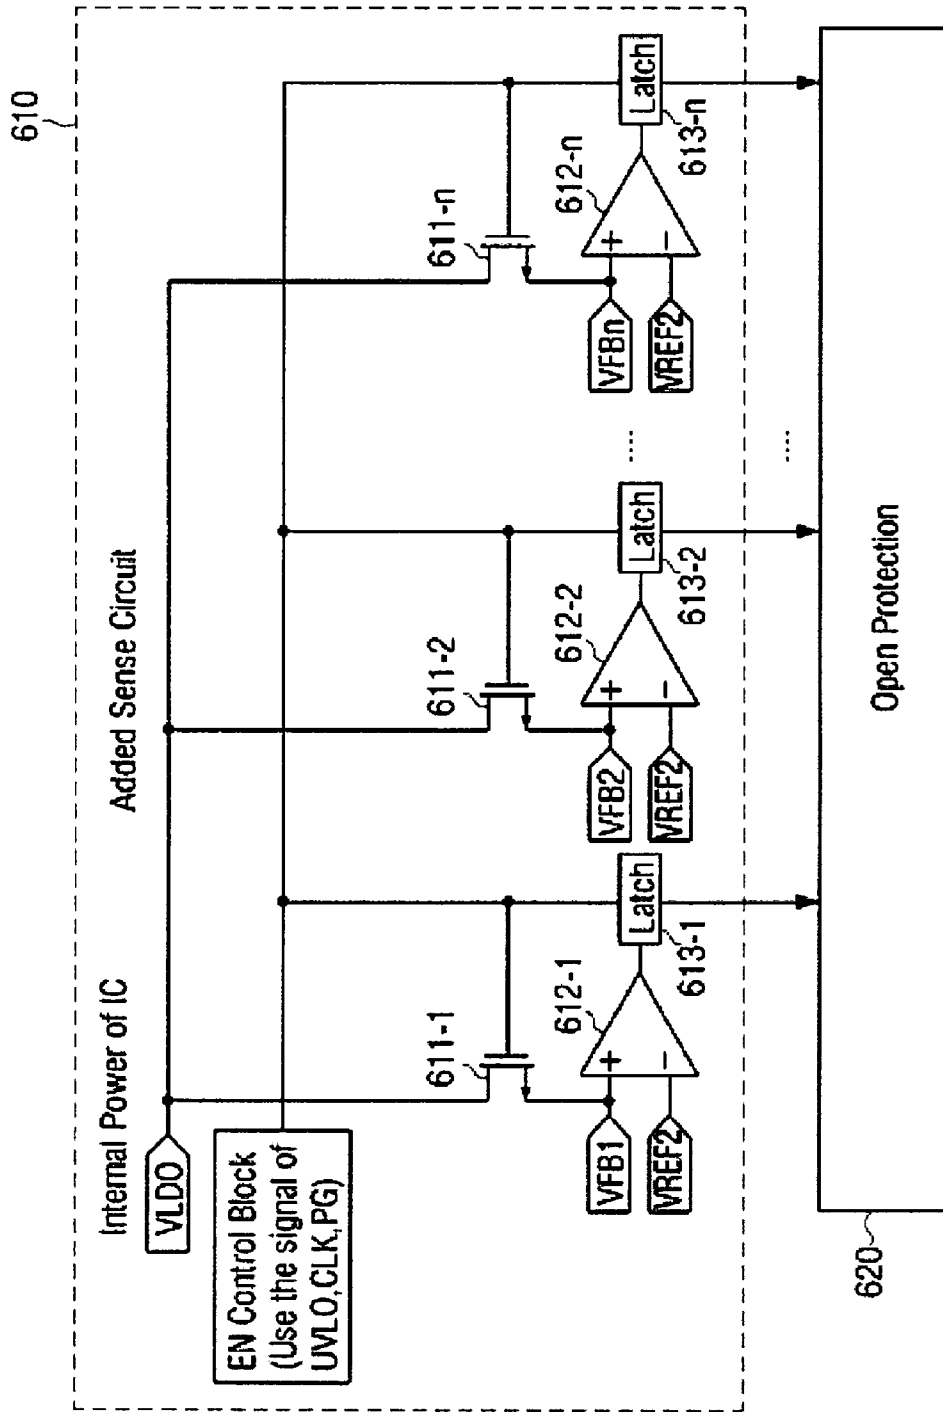 610
Internal Power of IC
Added Sense Circuit
VLDO
EN Control Block
(Use the signal of
UVLO,CLK,PG)
611-1
611-2
611-n
612-1
612-2
612-n
+
−
+
−
+
−
VFB1
VREF2
VFB2
VREF2
VFBn
VREF2
Latch
Latch
Latch
613-1
613-2
613-n
....
....
Open Protection
620